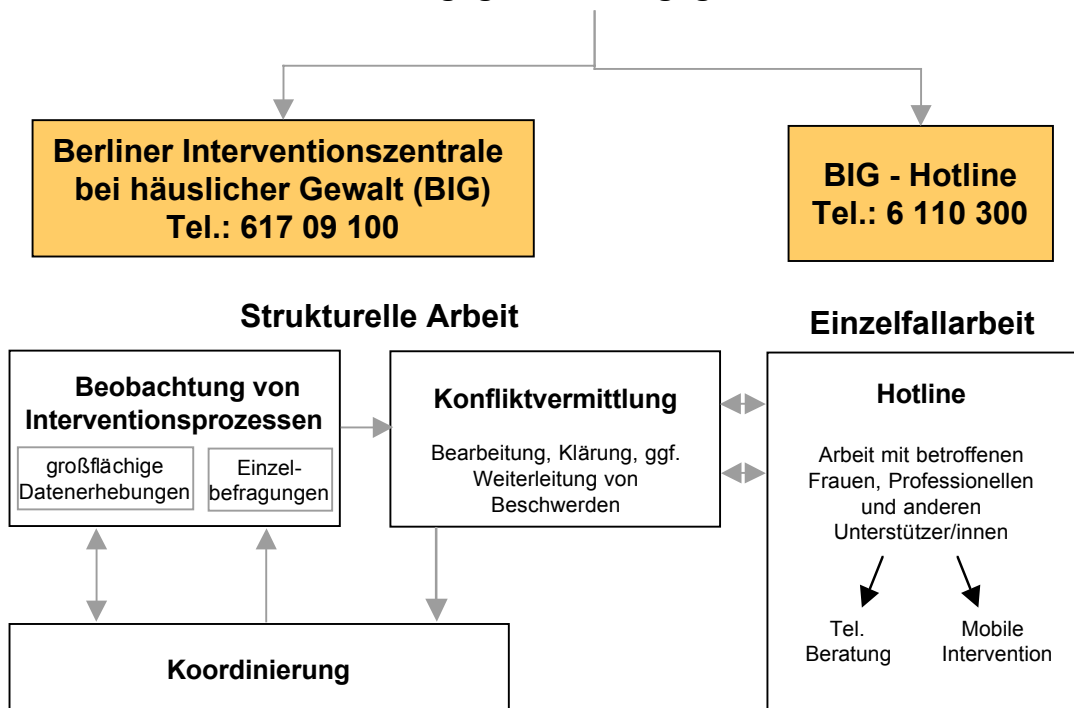 Berliner Interventionszentrale
bei häuslicher Gewalt (BIG)
Tel.: 617 09 100
BIG - Hotline
Tel.: 6 110 300
Strukturelle Arbeit
Einzelfallarbeit
Beobachtung von
Interventionsprozessen
großflächige
Datenerhebungen
Einzel-
befragungen
Konfliktvermittlung
Bearbeitung, Klärung, ggf.
Weiterleitung von
Beschwerden
Hotline
Arbeit mit betroffenen
Frauen, Professionellen
und anderen
Unterstützer/innen
Tel.
Beratung
Mobile
Intervention
Koordinierung